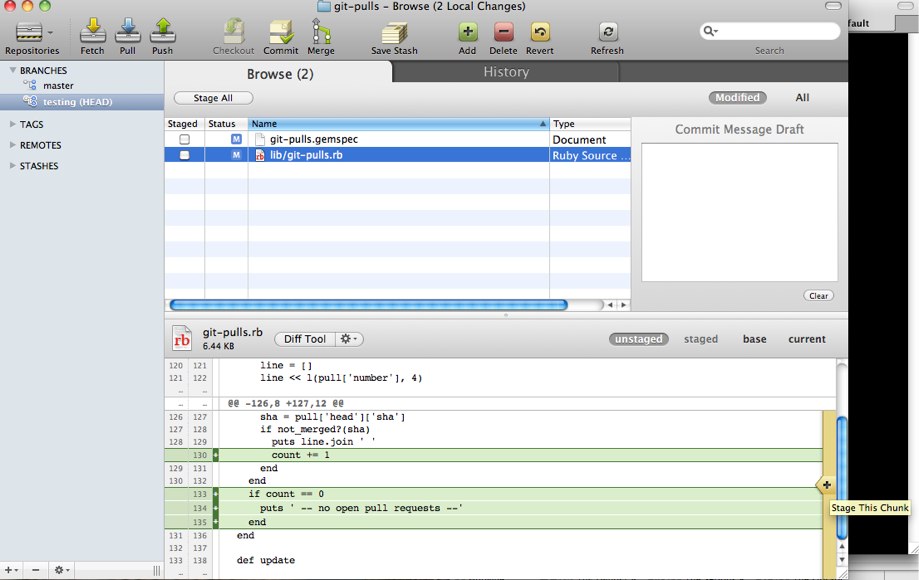 git-pulls – Browse (2 Local Changes)
Repositories Fetch Pull Push Checkout Commit Merge Save Stash Add Delete Revert Refresh Search
fault
BRANCHES
master
testing (HEAD)
TAGS
REMOTES
STASHES
Browse (2) History
Stage All Modified All
Staged Status Name Type
M git-pulls.gemspec Document
M lib/git-pulls.rb Ruby Source ...
Commit Message Draft
Clear
rb git-pulls.rb
6.44 KB
Diff Tool unstaged staged base current
120 121 line = []
121 122 line << l(pull['number'], 4)
... ...
... ... @@ -126,8 +127,12 @@
126 127 sha = pull['head']['sha']
127 128 if not_merged?(sha)
128 129 puts line.join ' '
130 + count += 1
129 131 end
130 132 end
133 + if count == 0
134 + puts ' -- no open pull requests --'
135 + end
131 136 end
132 137
133 138 def update
... ...
+
Stage This Chunk